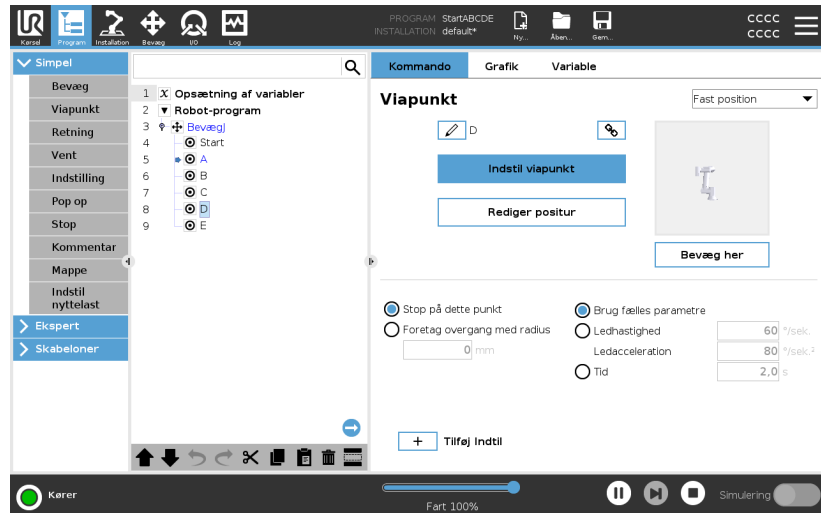 PROGRAM StartABCDE
INSTALLATION default*
UR
Kørsel Program Installation Bevæg I/O Log
Ny... Åben... Gem...
cccc
cccc
Simpel
Bevæg
Viapunkt
Retning
Vent
Indstilling
Pop op
Stop
Kommentar
Mappe
Indstil
nyttelast
Ekspert
Skabeloner
1 X Opsætning af variabler
2 Robot-program
3 BevægJ
4 Start
5 A
6 B
7 C
8 D
9 E
Kommando Grafik Variable
Viapunkt
Fast position
D
Indstil viapunkt
Rediger positur
Bevæg her
Stop på dette punkt
Foretag overgang med radius
0 mm
Brug fælles parametre
Ledhastighed 60 °/sek.
Ledacceleration 80 °/sek.²
Tid 2,0 s
+ Tilføj Indtil
Kører
Fart 100%
Simulering